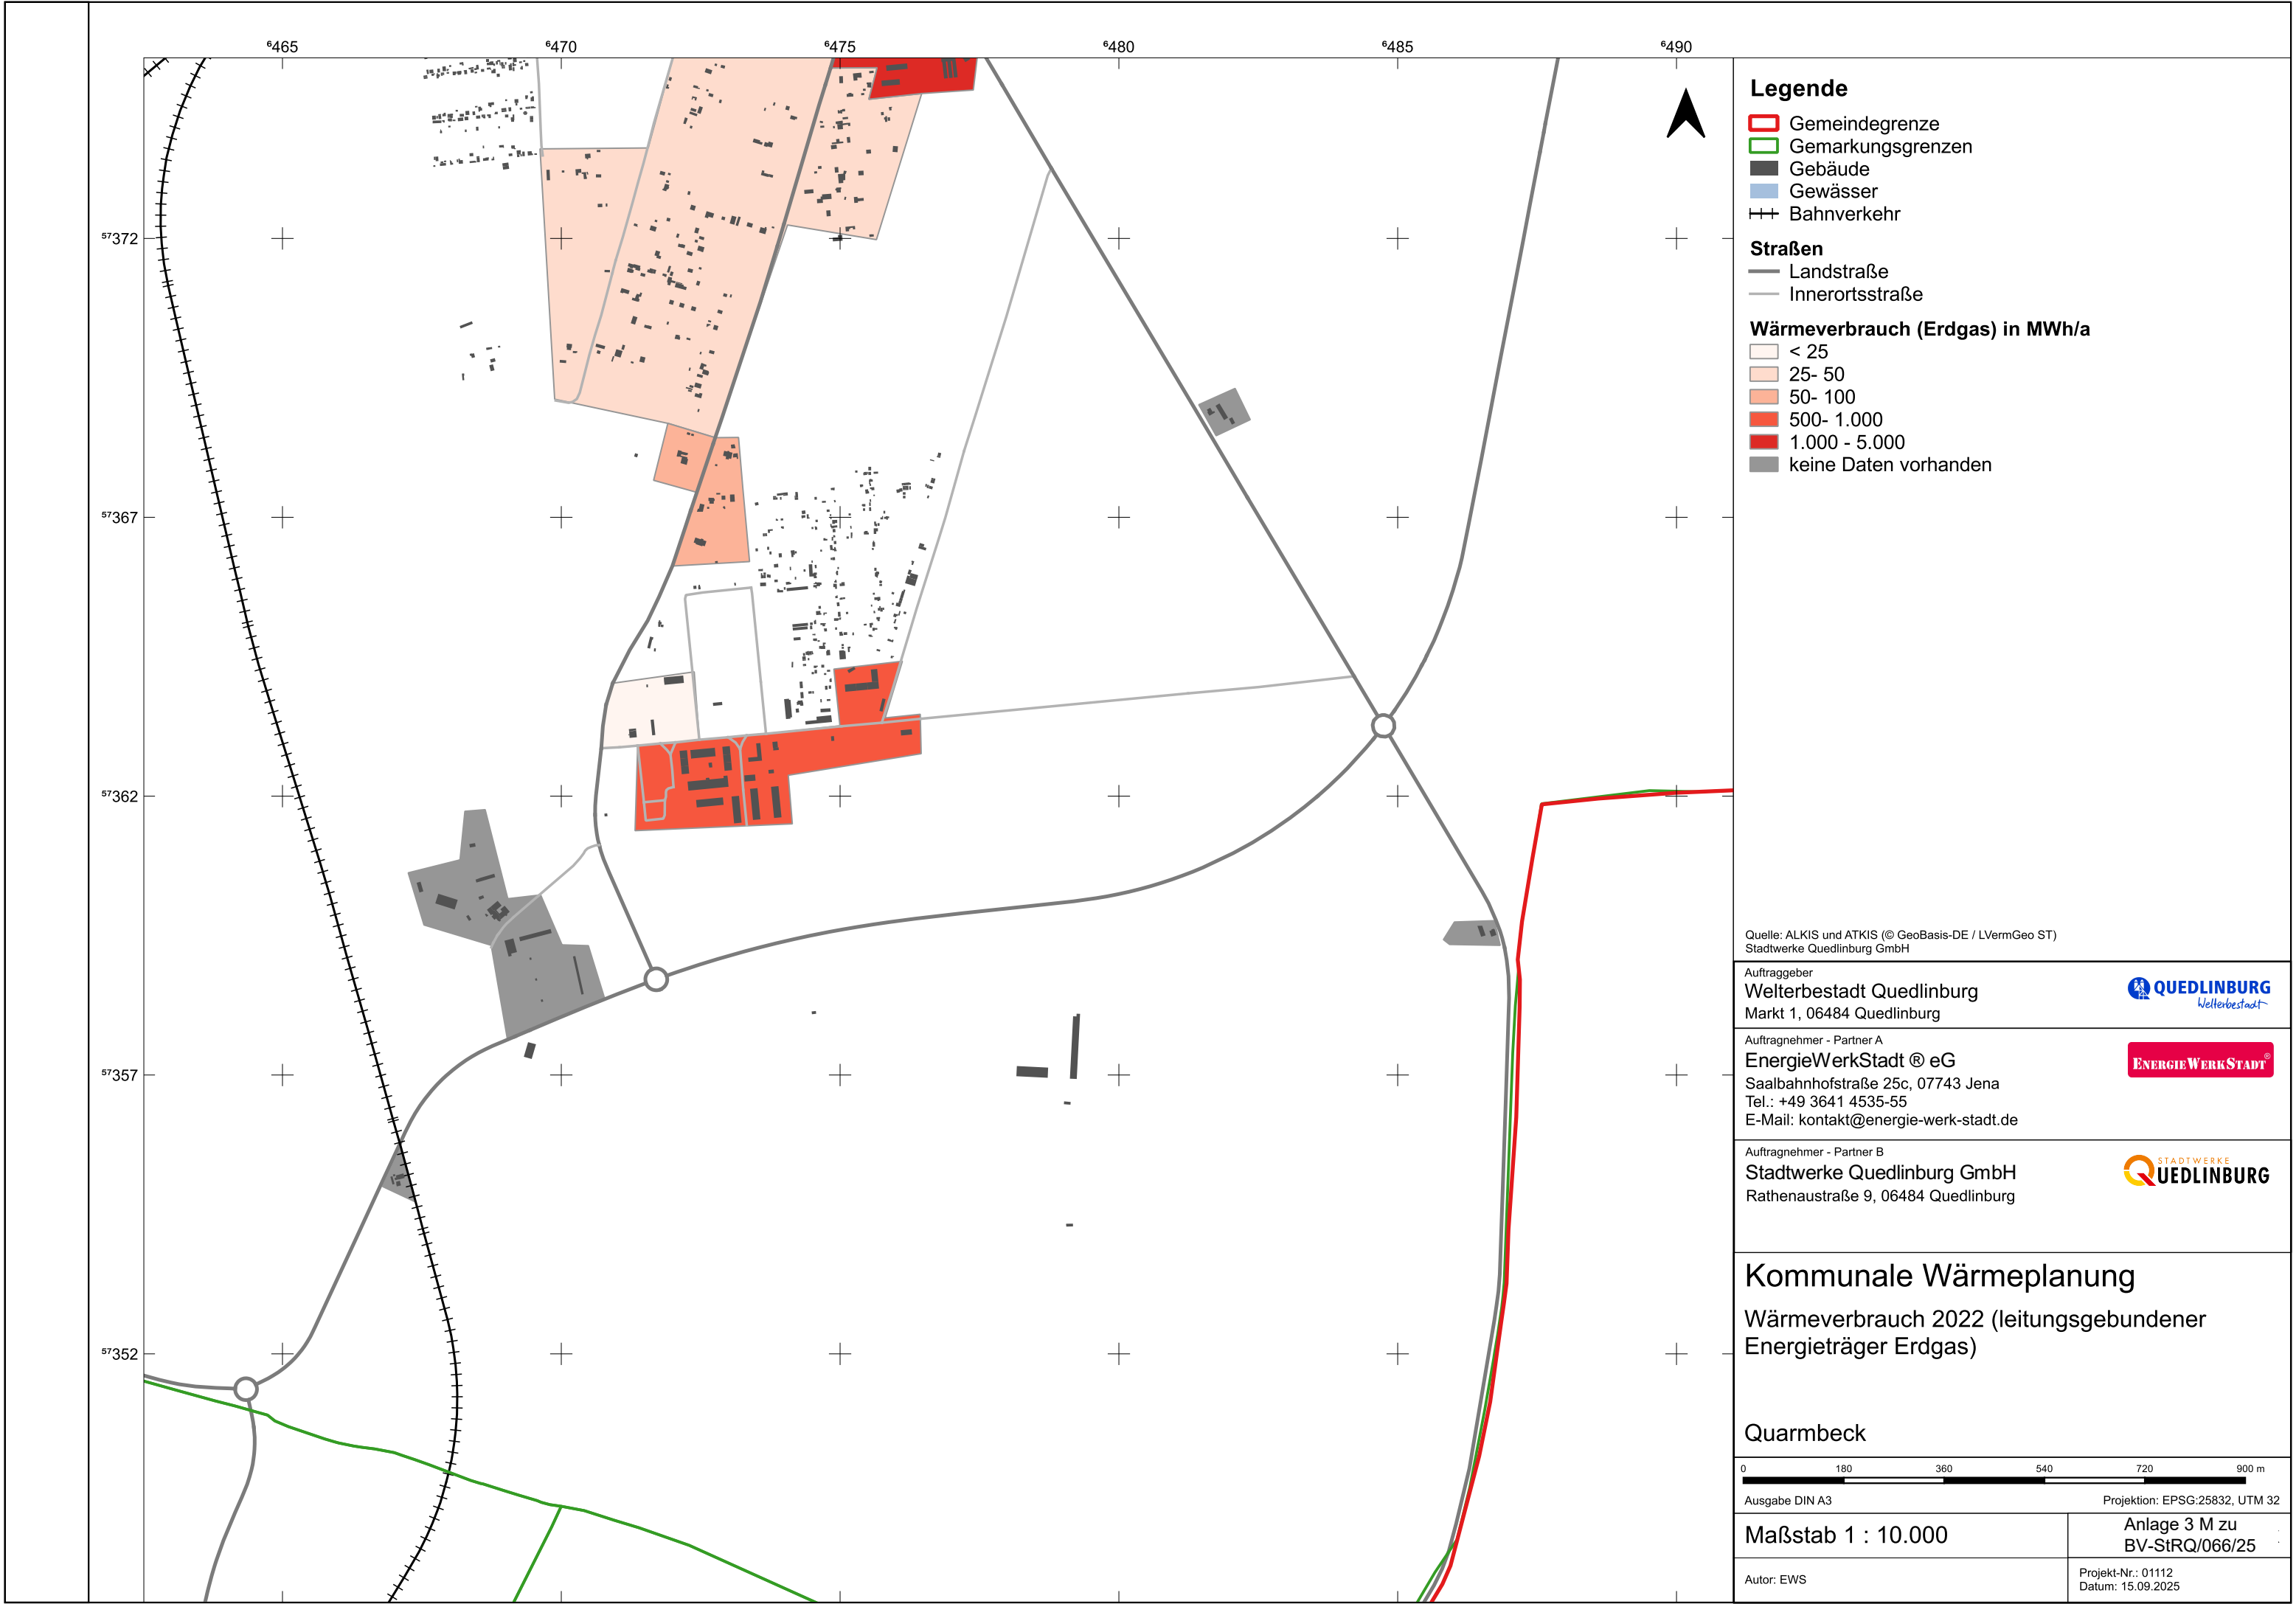 ⁶465
⁶470
⁶475
⁶480
⁶485
⁶490
⁵⁷372
⁵⁷367
⁵⁷362
⁵⁷357
⁵⁷352
Legende
Gemeindegrenze
Gemarkungsgrenzen
Gebäude
Gewässer
Bahnverkehr
Straßen
Landstraße
Innerortsstraße
Wärmeverbrauch (Erdgas) in MWh/a
< 25
25- 50
50- 100
500- 1.000
1.000 - 5.000
keine Daten vorhanden
Quelle: ALKIS und ATKIS (© GeoBasis-DE / LVermGeo ST)
Stadtwerke Quedlinburg GmbH
Auftraggeber
Welterbestadt Quedlinburg
Markt 1, 06484 Quedlinburg
QUEDLINBURG
Welterbestadt
Auftragnehmer - Partner A
EnergieWerkStadt ® eG
Saalbahnhofstraße 25c, 07743 Jena
Tel.: +49 3641 4535-55
E-Mail: kontakt@energie-werk-stadt.de
ENERGIEWERKSTADT®
Auftragnehmer - Partner B
Stadtwerke Quedlinburg GmbH
Rathenaustraße 9, 06484 Quedlinburg
STADTWERKE
QUEDLINBURG
Kommunale Wärmeplanung
Wärmeverbrauch 2022 (leitungsgebundener
Energieträger Erdgas)
Quarmbeck
0 180 360 540 720 900 m
Ausgabe DIN A3
Projektion: EPSG:25832, UTM 32
Maßstab 1 : 10.000
Anlage 3 M zu
BV-StRQ/066/25
Autor: EWS
Projekt-Nr.: 01112
Datum: 15.09.2025